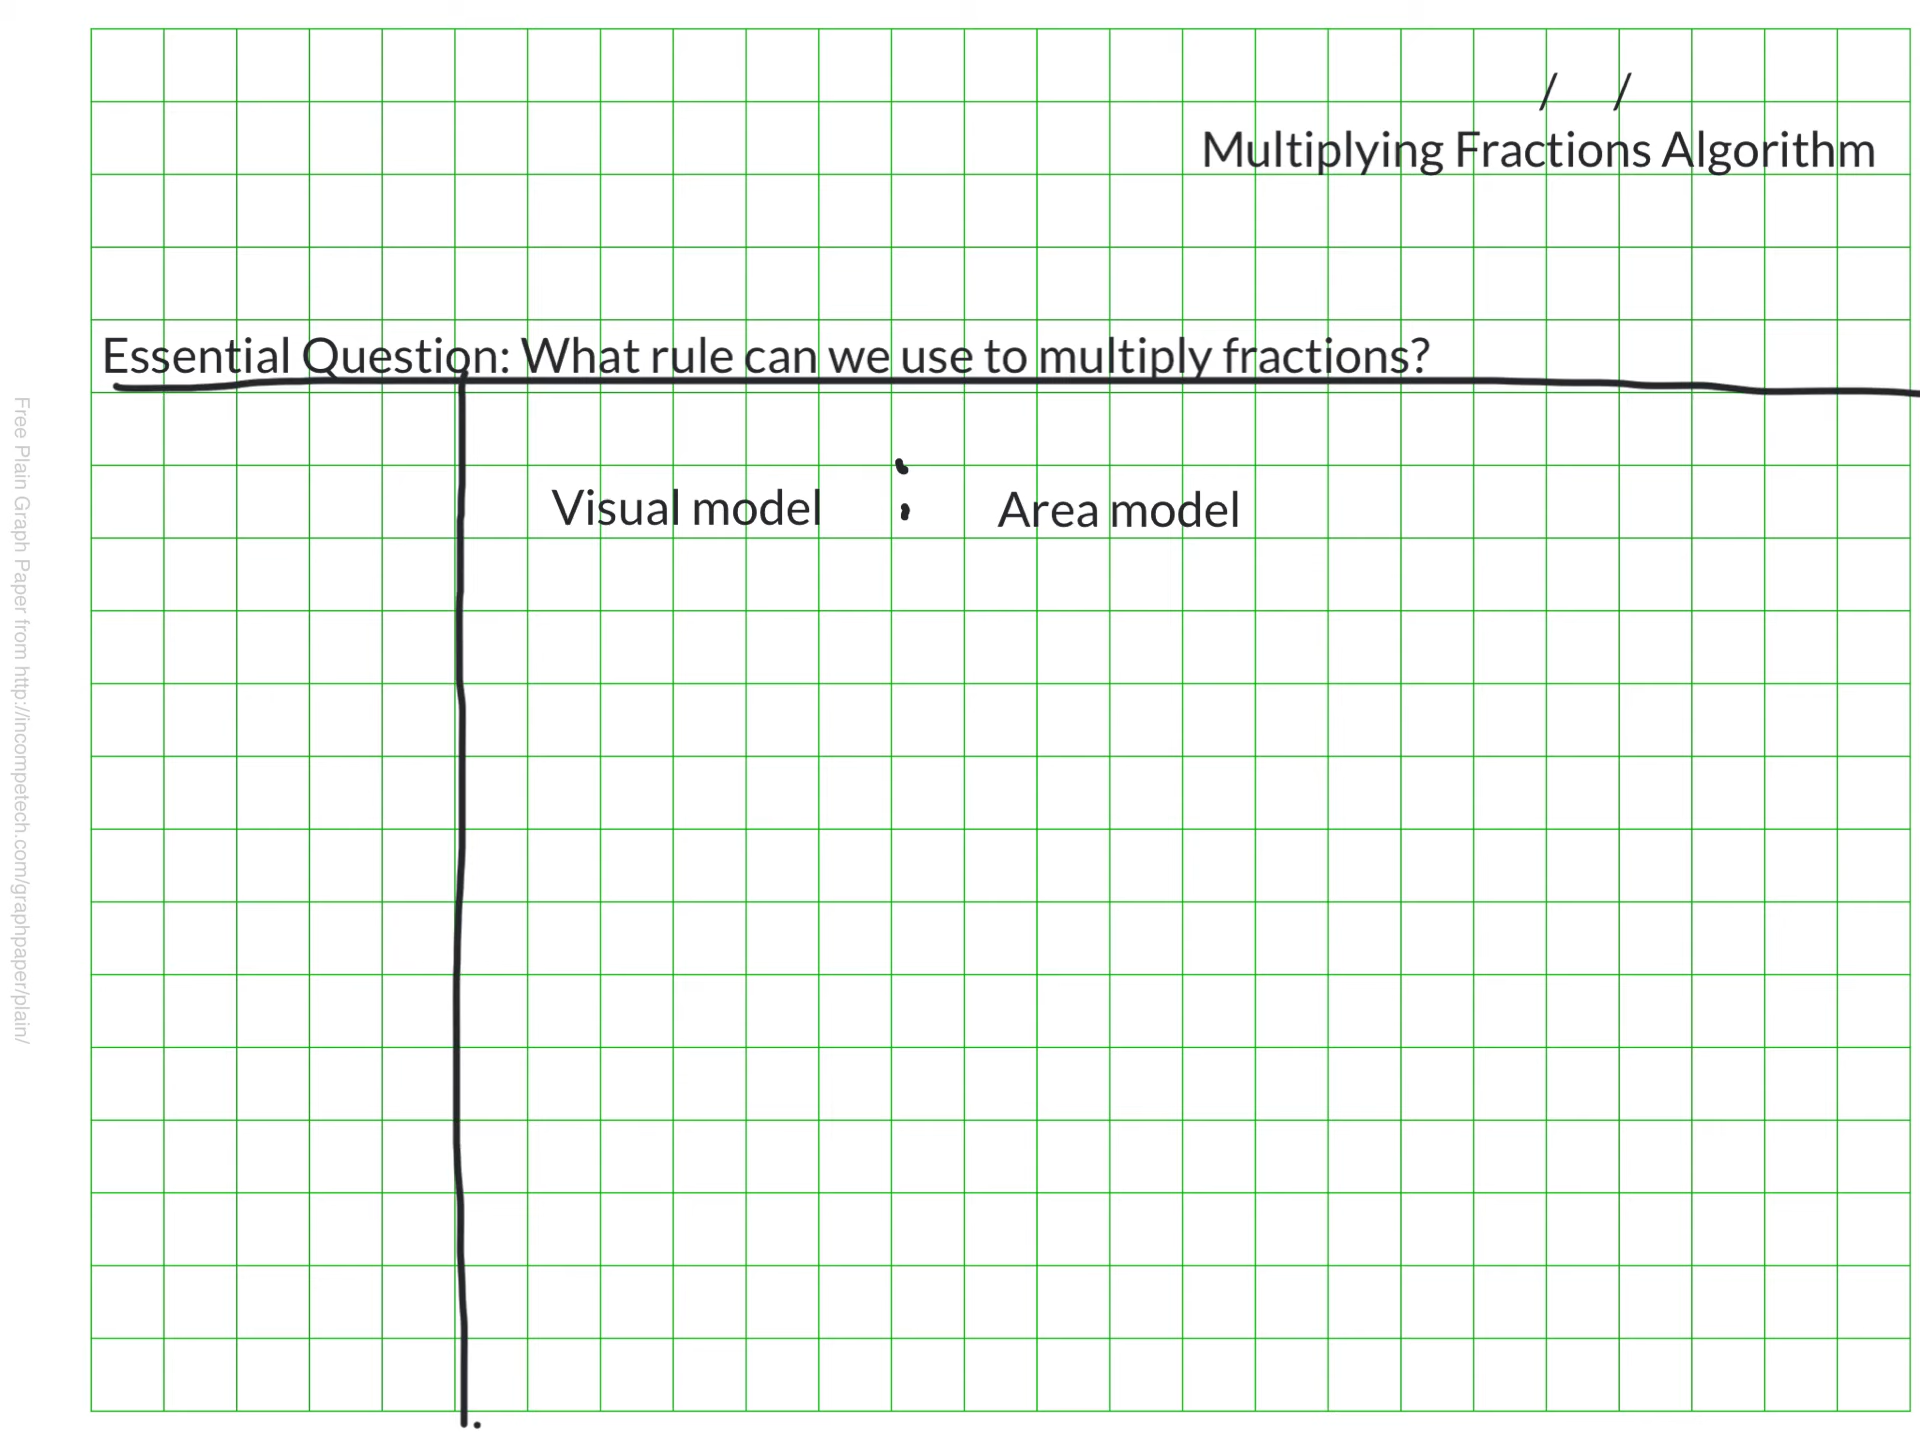 / /
Multiplying Fractions Algorithm
Essential Question: What rule can we use to multiply fractions?
Visual model : Area model
Free Plain Graph Paper from http://incompetech.com/graphpaper/plain/